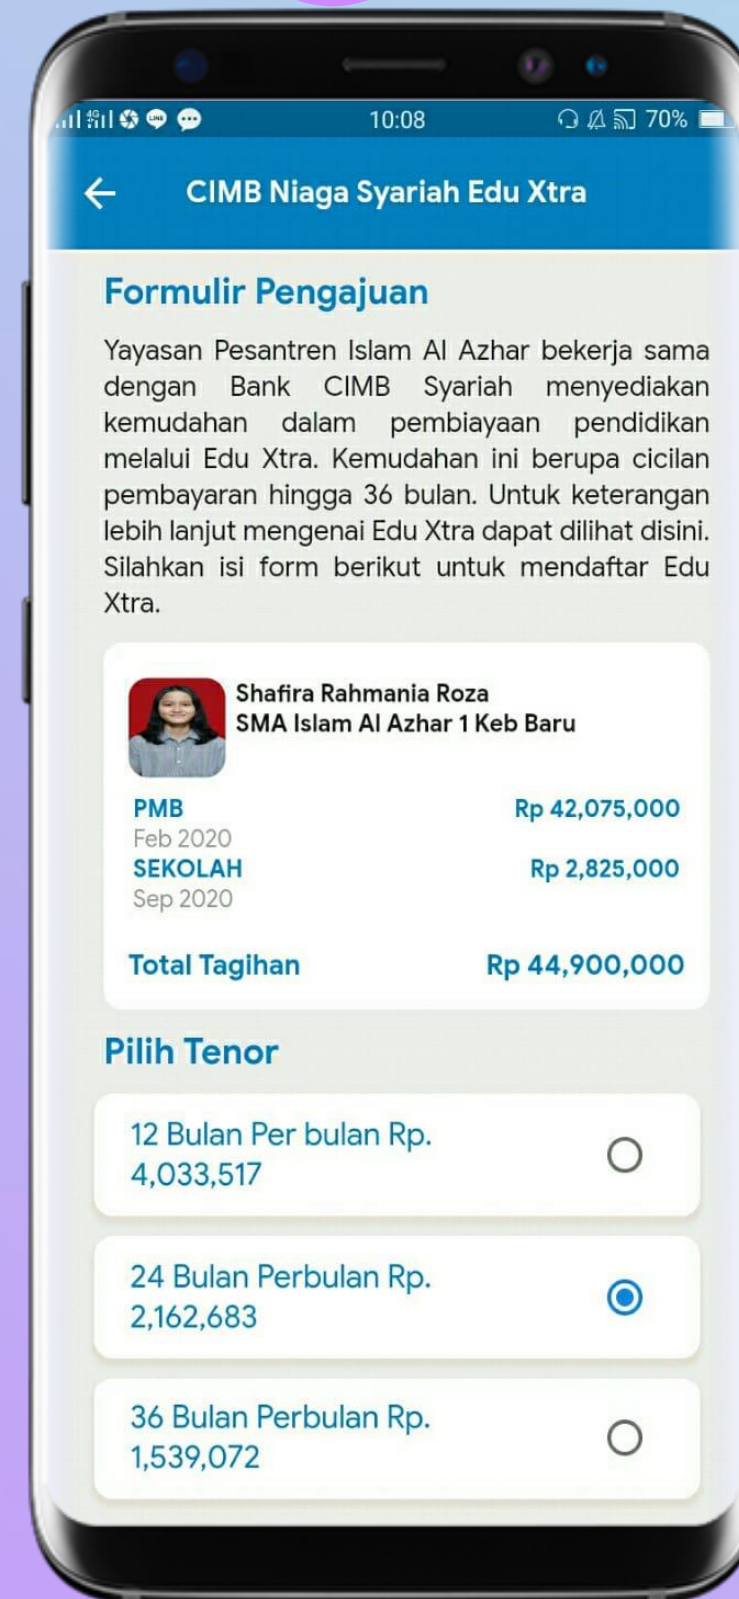 10:08 70%
CIMB Niaga Syariah Edu Xtra
Formulir Pengajuan
Yayasan Pesantren Islam Al Azhar bekerja sama
dengan Bank CIMB Syariah menyediakan
kemudahan dalam pembiayaan pendidikan
melalui Edu Xtra. Kemudahan ini berupa cicilan
pembayaran hingga 36 bulan. Untuk keterangan
lebih lanjut mengenai Edu Xtra dapat dilihat disini.
Silahkan isi form berikut untuk mendaftar Edu
Xtra.
Shafira Rahmania Roza
SMA Islam Al Azhar 1 Keb Baru
PMB Rp 42,075,000
Feb 2020
SEKOLAH Rp 2,825,000
Sep 2020
Total Tagihan Rp 44,900,000
Pilih Tenor
12 Bulan Per bulan Rp.
4,033,517
24 Bulan Perbulan Rp.
2,162,683
36 Bulan Perbulan Rp.
1,539,072